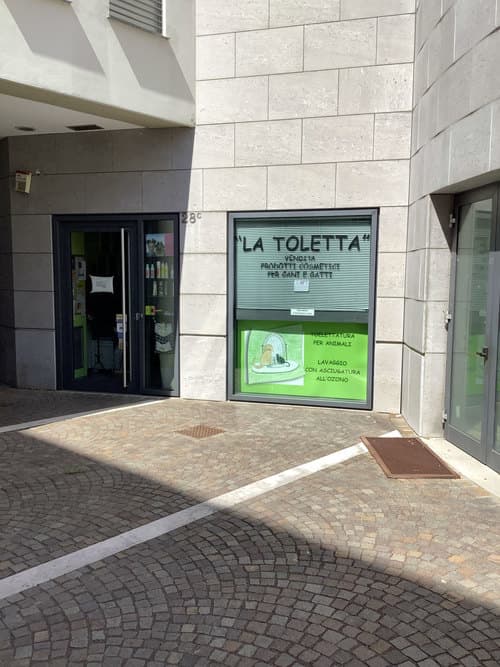 28c
"LA TOLETTA"
VENDITA
PRODOTTI COSMETICI
PER CANI E GATTI
TOELETTATURA
PER ANIMALI
LAVAGGIO
CON ASCIUGATURA
ALL'OZONO